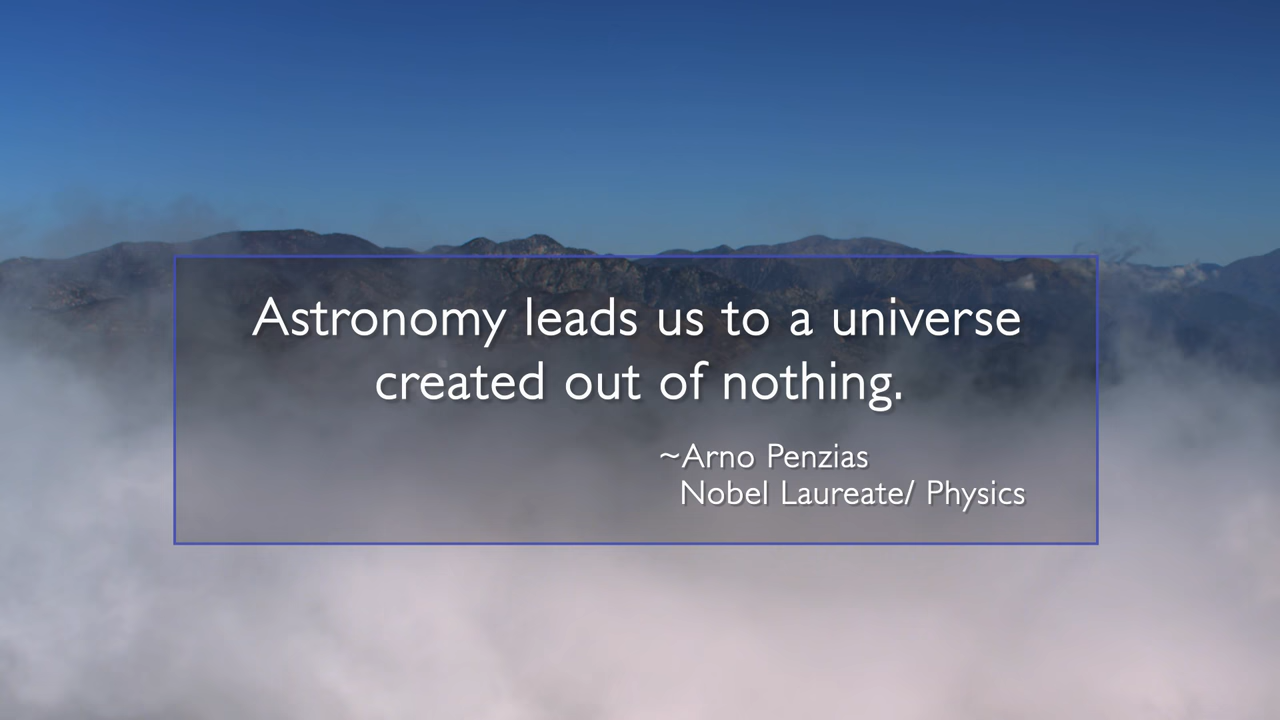 Astronomy leads us to a universe
created out of nothing.
~Arno Penzias
Nobel Laureate/ Physics